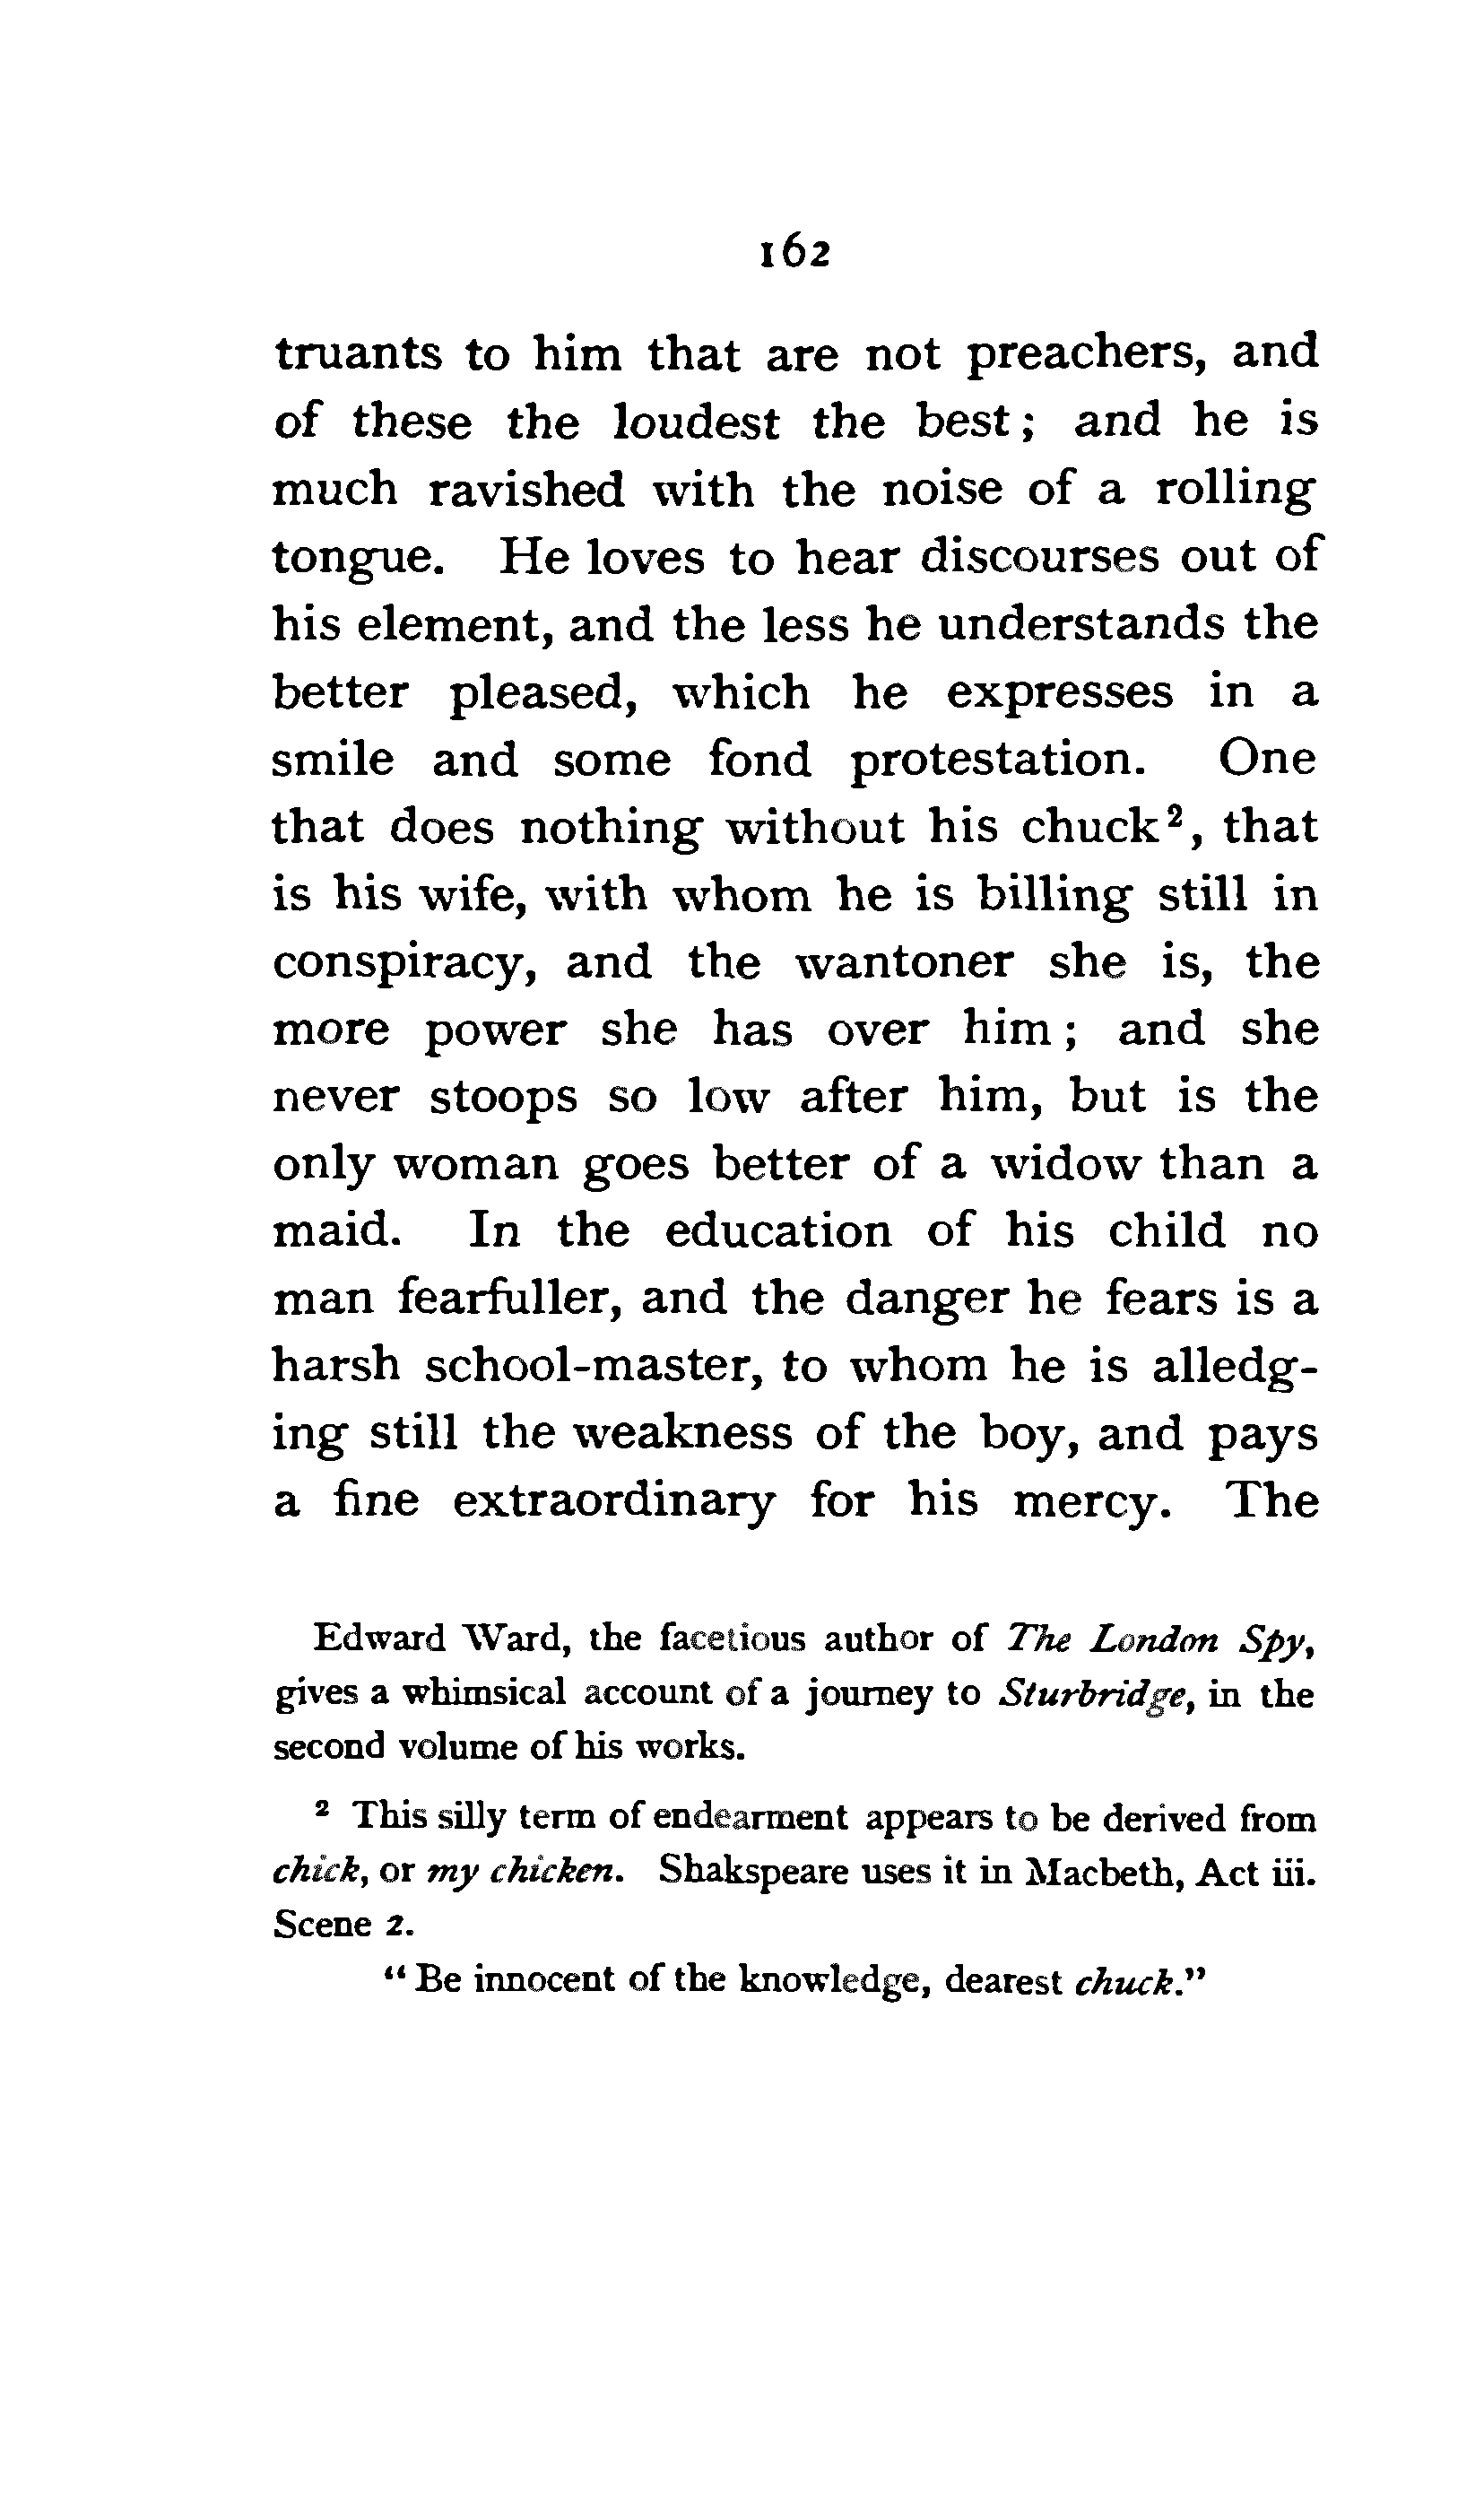 162
truants to him that are not preachers, and
of these the loudest the best; and he is
much ravished with the noise of a rolling
tongue. He loves to hear discourses out of
his element, and the less he understands the
better pleased, which he expresses in a
smile and some fond protestation. One
that does nothing without his chuck², that
is his wife, with whom he is billing still in
conspiracy, and the wantoner she is, the
more power she has over him; and she
never stoops so low after him, but is the
only woman goes better of a widow than a
maid. In the education of his child no
man fearfuller, and the danger he fears is a
harsh school-master, to whom he is alledg-
ing still the weakness of the boy, and pays
a fine extraordinary for his mercy. The
Edward Ward, the facetious author of The London Spy,
gives a whimsical account of a journey to Sturbridge, in the
second volume of his works.
² This silly term of endearment appears to be derived from
chick, or my chicken. Shakspeare uses it in Macbeth, Act iii.
Scene 2.
"Be innocent of the knowledge, dearest chuck."